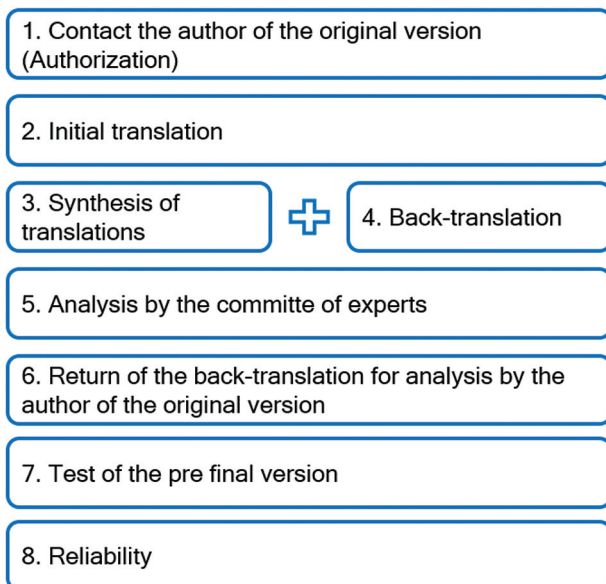 1. Contact the author of the original version
(Authorization)
2. Initial translation
3. Synthesis of
translations
4. Back-translation
5. Analysis by the committe of experts
6. Return of the back-translation for analysis by the
author of the original version
7. Test of the pre final version
8. Reliability